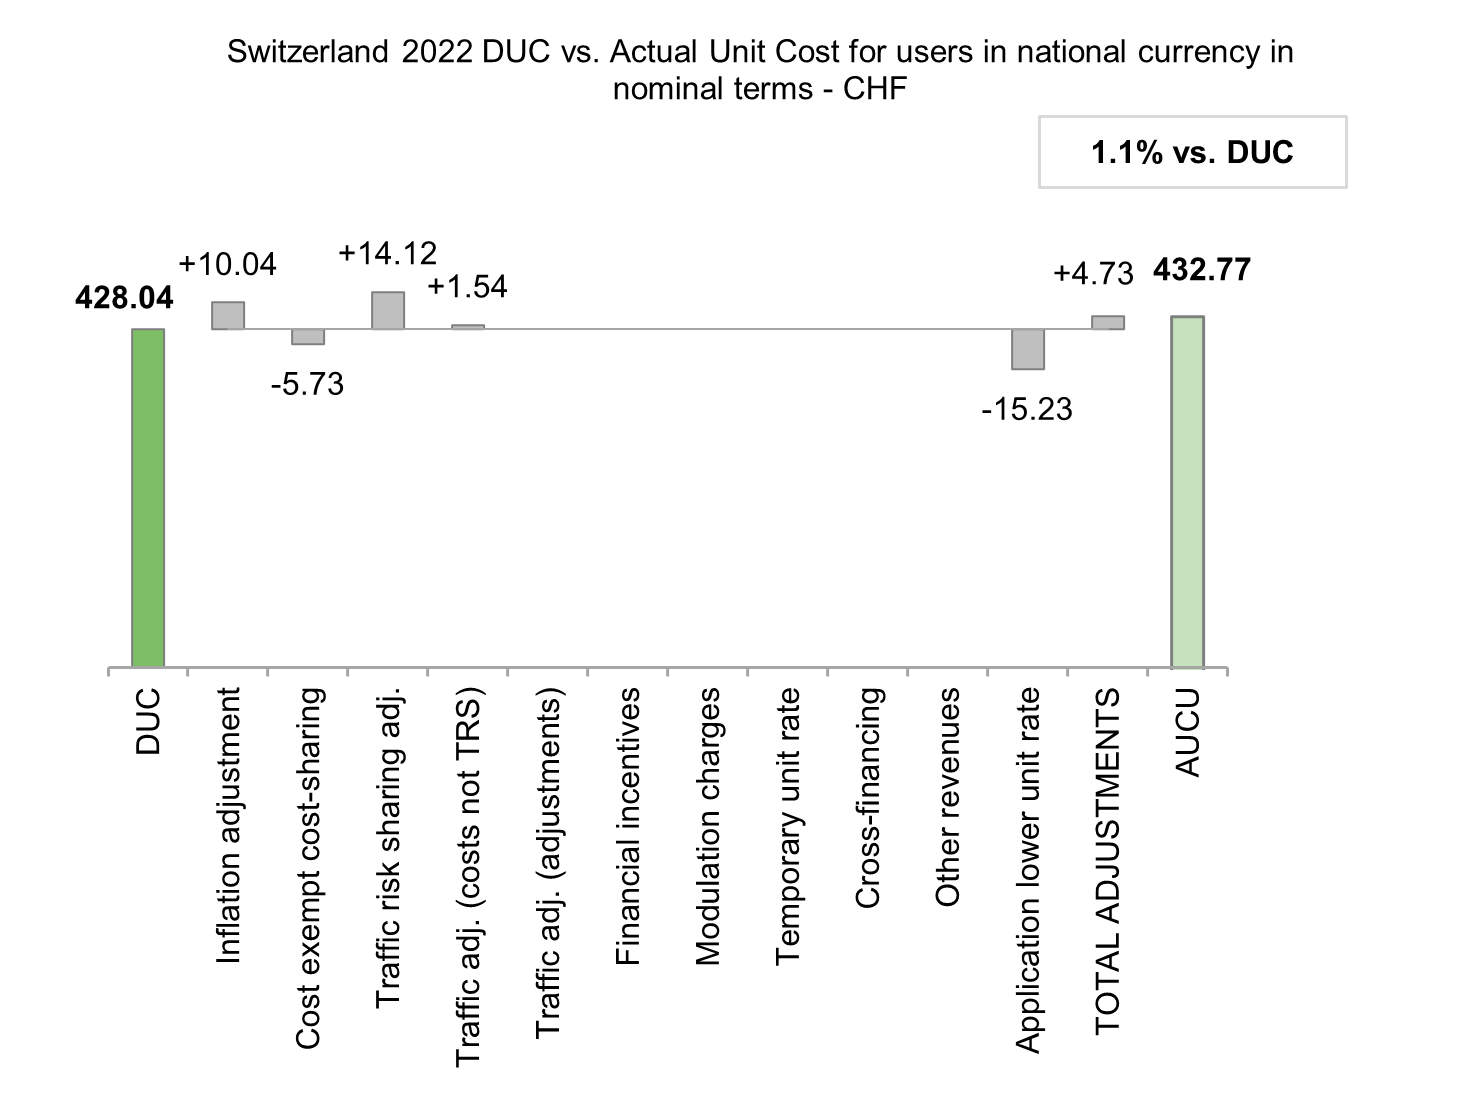 Switzerland 2022 DUC vs. Actual Unit Cost for users in national currency in
nominal terms - CHF
1.1% vs. DUC
428.04
+10.04
-5.73
+14.12
+1.54
-15.23
+4.73
432.77
DUC
Inflation adjustment
Cost exempt cost-sharing
Traffic risk sharing adj.
Traffic adj. (costs not TRS)
Traffic adj. (adjustments)
Financial incentives
Modulation charges
Temporary unit rate
Cross-financing
Other revenues
Application lower unit rate
TOTAL ADJUSTMENTS
AUCU